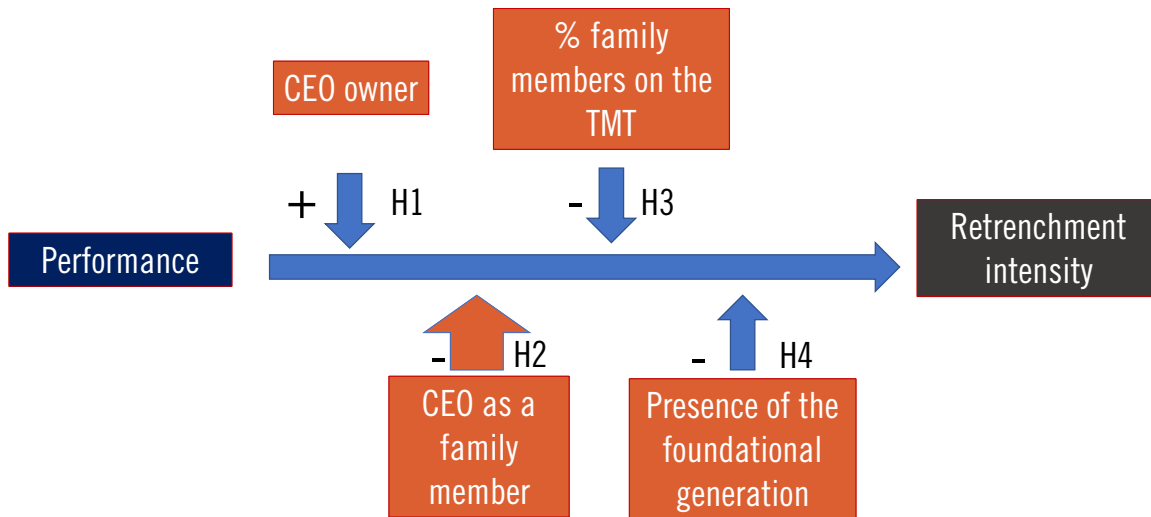 % family
members on the
TMT
CEO owner
+
H1
-
H3
Performance
Retrenchment
intensity
-
H2
-
H4
CEO as a
family
member
Presence of the
foundational
generation